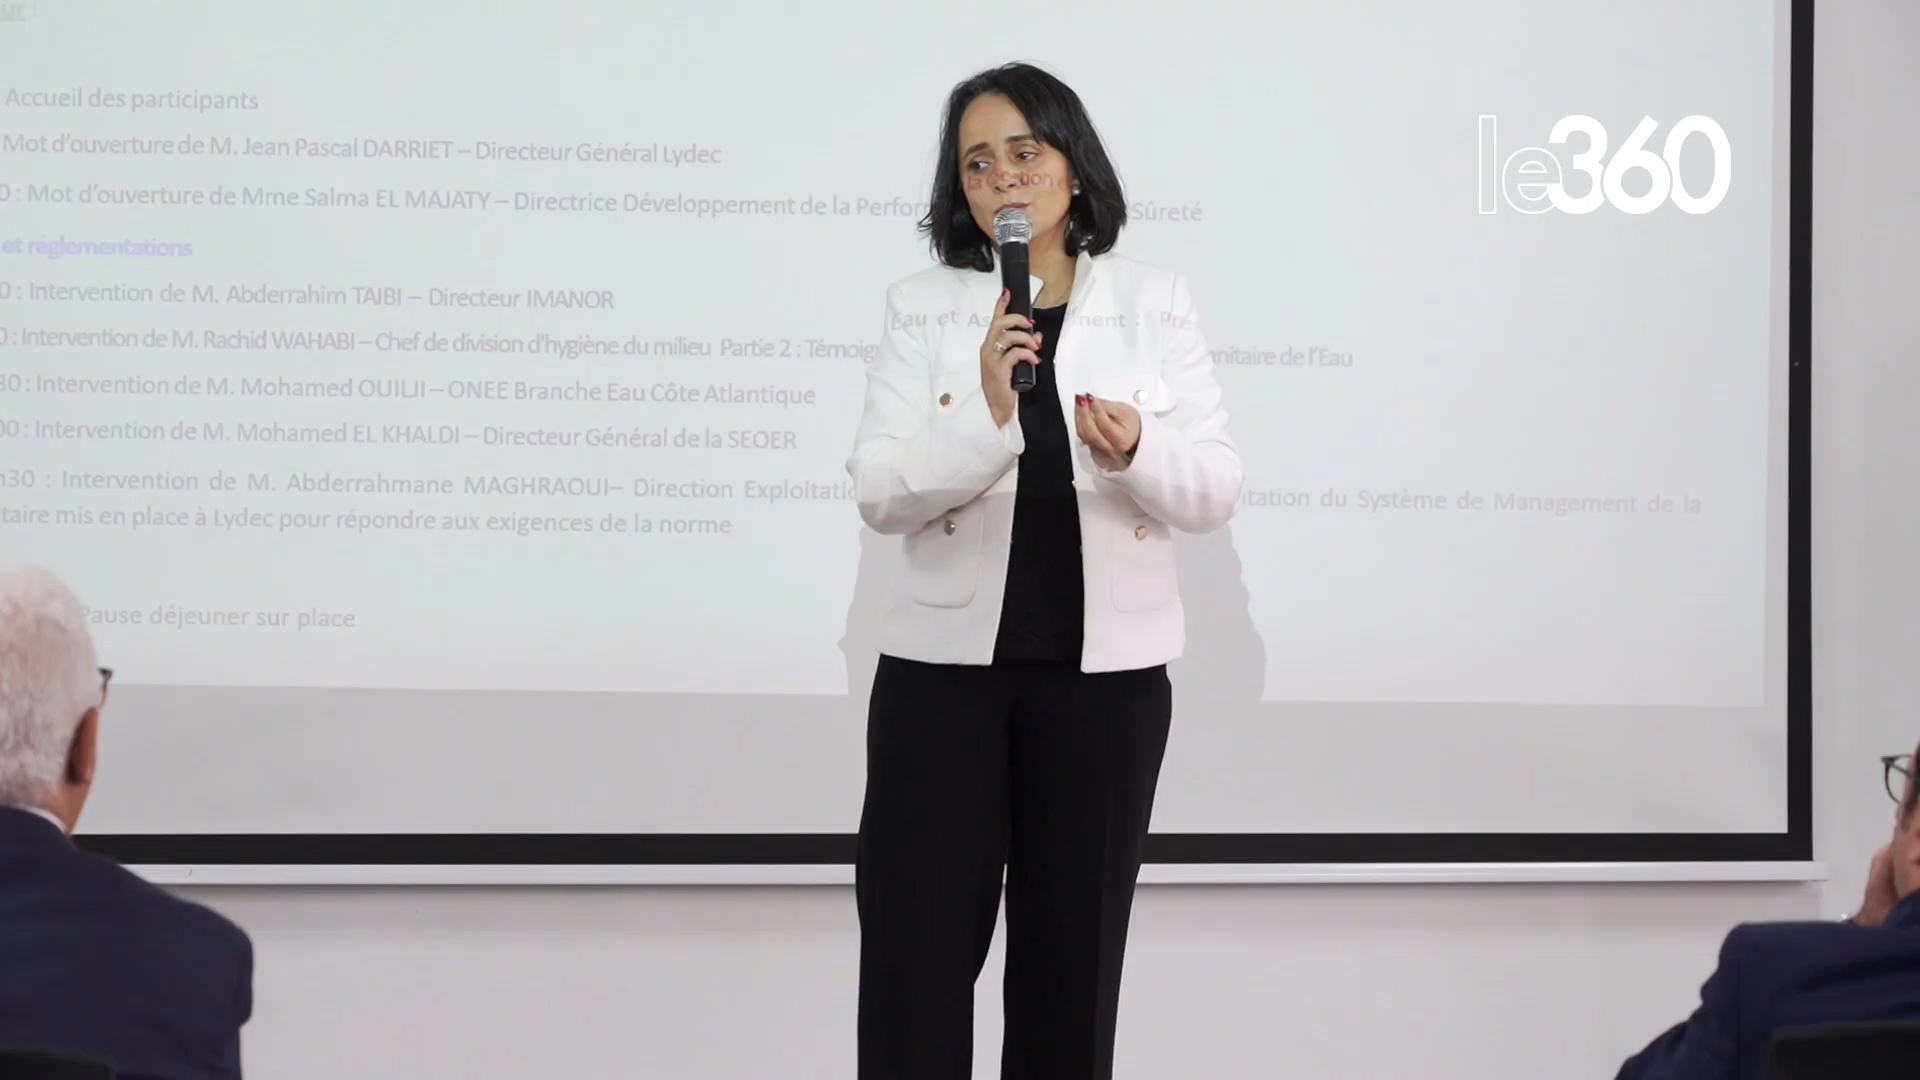 ur :
Accueil des participants
Mot d'ouverture de M. Jean Pascal DARRIET – Directeur Général Lydec
0 : Mot d'ouverture de Mme Salma EL MAJATY – Directrice Développement de la Perfor Sûreté
et réglementations
0 : Intervention de M. Abderrahim TAIBI – Directeur IMANOR
0 : Intervention de M. Rachid WAHABI – Chef de division d'hygiène du milieu Partie 2 : Témoig nitaire de l'Eau
30 : Intervention de M. Mohamed OUILJI – ONEE Branche Eau Côte Atlantique
00 : Intervention de M. Mohamed EL KHALDI – Directeur Général de la SEOER
h30 : Intervention de M. Abderrahmane MAGHRAOUI– Direction Exploitatio tation du Système de Management de la
taire mis en place à Lydec pour répondre aux exigences de la norme
Pause déjeuner sur place
le360